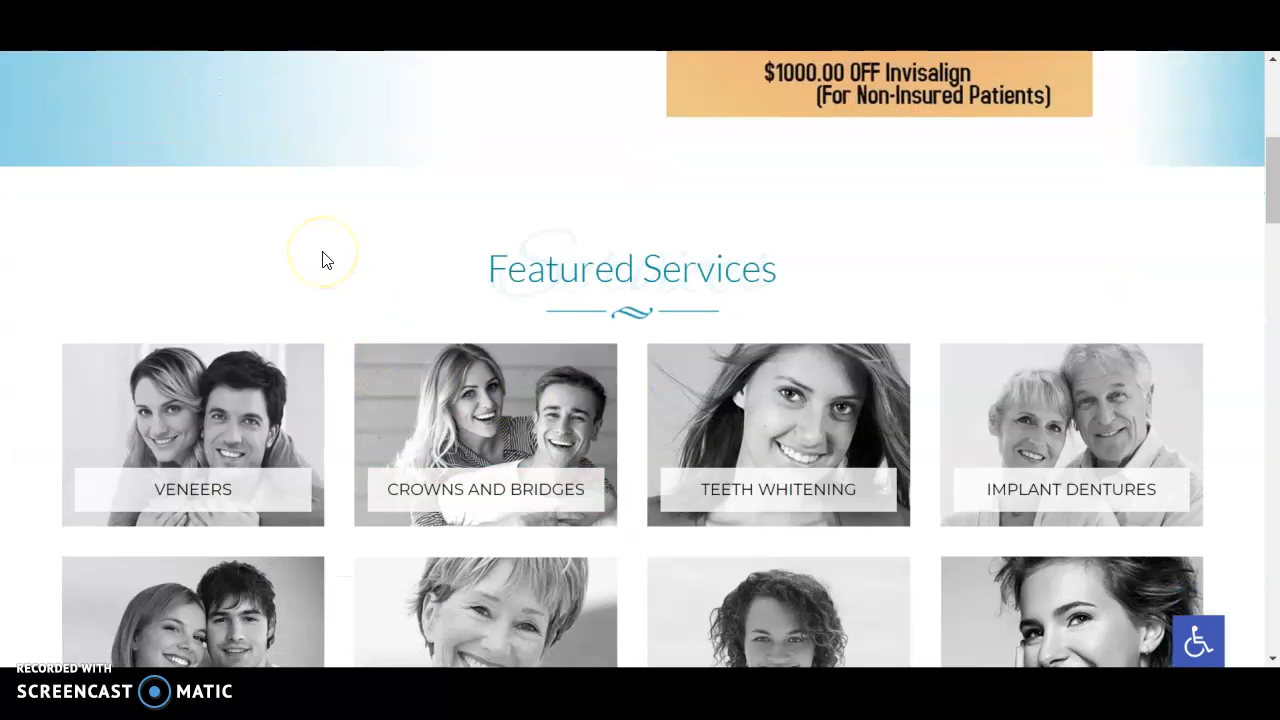 $1000.00 OFF Invisalign
(For Non-Insured Patients)
Services
Featured Services
VENEERS
CROWNS AND BRIDGES
TEETH WHITENING
IMPLANT DENTURES
RECORDED WITH
SCREENCAST MATIC